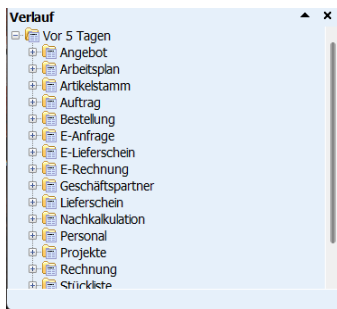 Verlauf
Vor 5 Tagen
Angebot
Arbeitsplan
Artikelstamm
Auftrag
Bestellung
E-Anfrage
E-Lieferschein
E-Rechnung
Geschäftspartner
Lieferschein
Nachkalkulation
Personal
Projekte
Rechnung
Stückliste